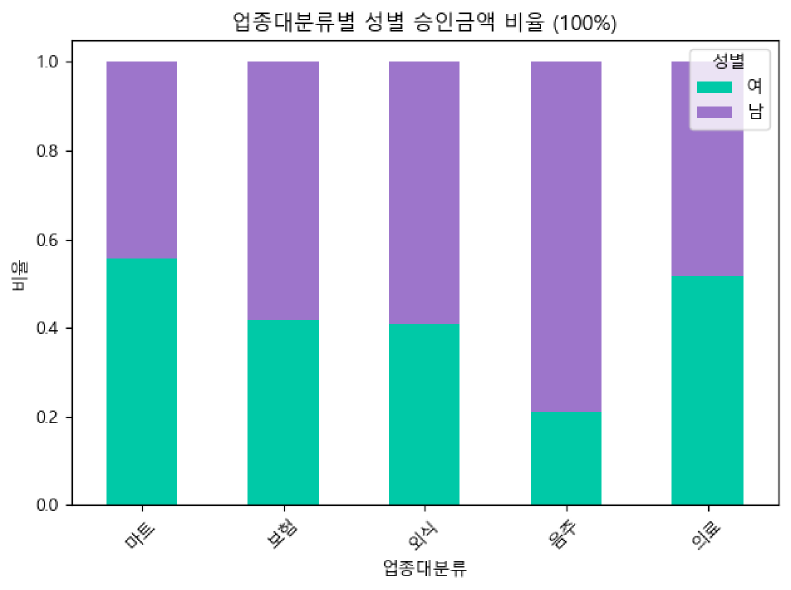 업종대분류별 성별 승인금액 비율 (100%)
성별
여
남
비율
1.0
0.8
0.6
0.4
0.2
0.0
마트
보험
외식
음주
의료
업종대분류